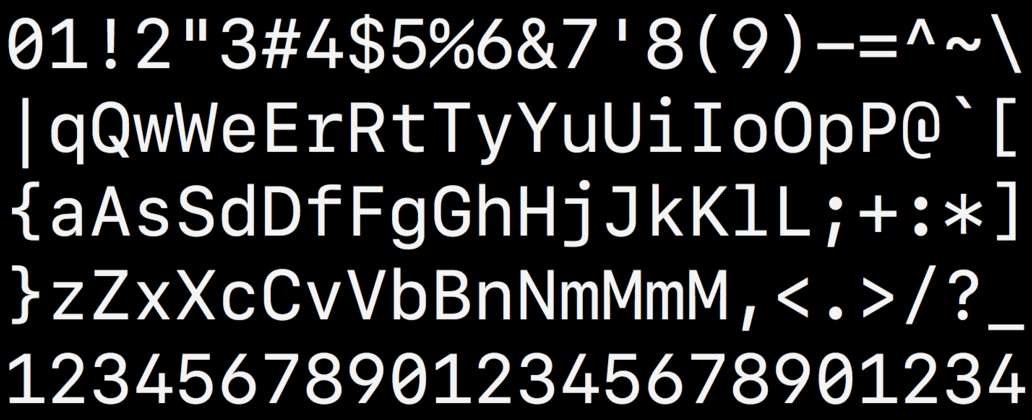 01!2"3#4$5%6&7'8(9)-=^~\
|qQwWeErRtTyYuUiIoOpP@`[
{aAsSdDfFgGhHjJkKlL;+:*]
}zZxXcCvVbBnNmMmM,<.>/?_
123456789012345678901234